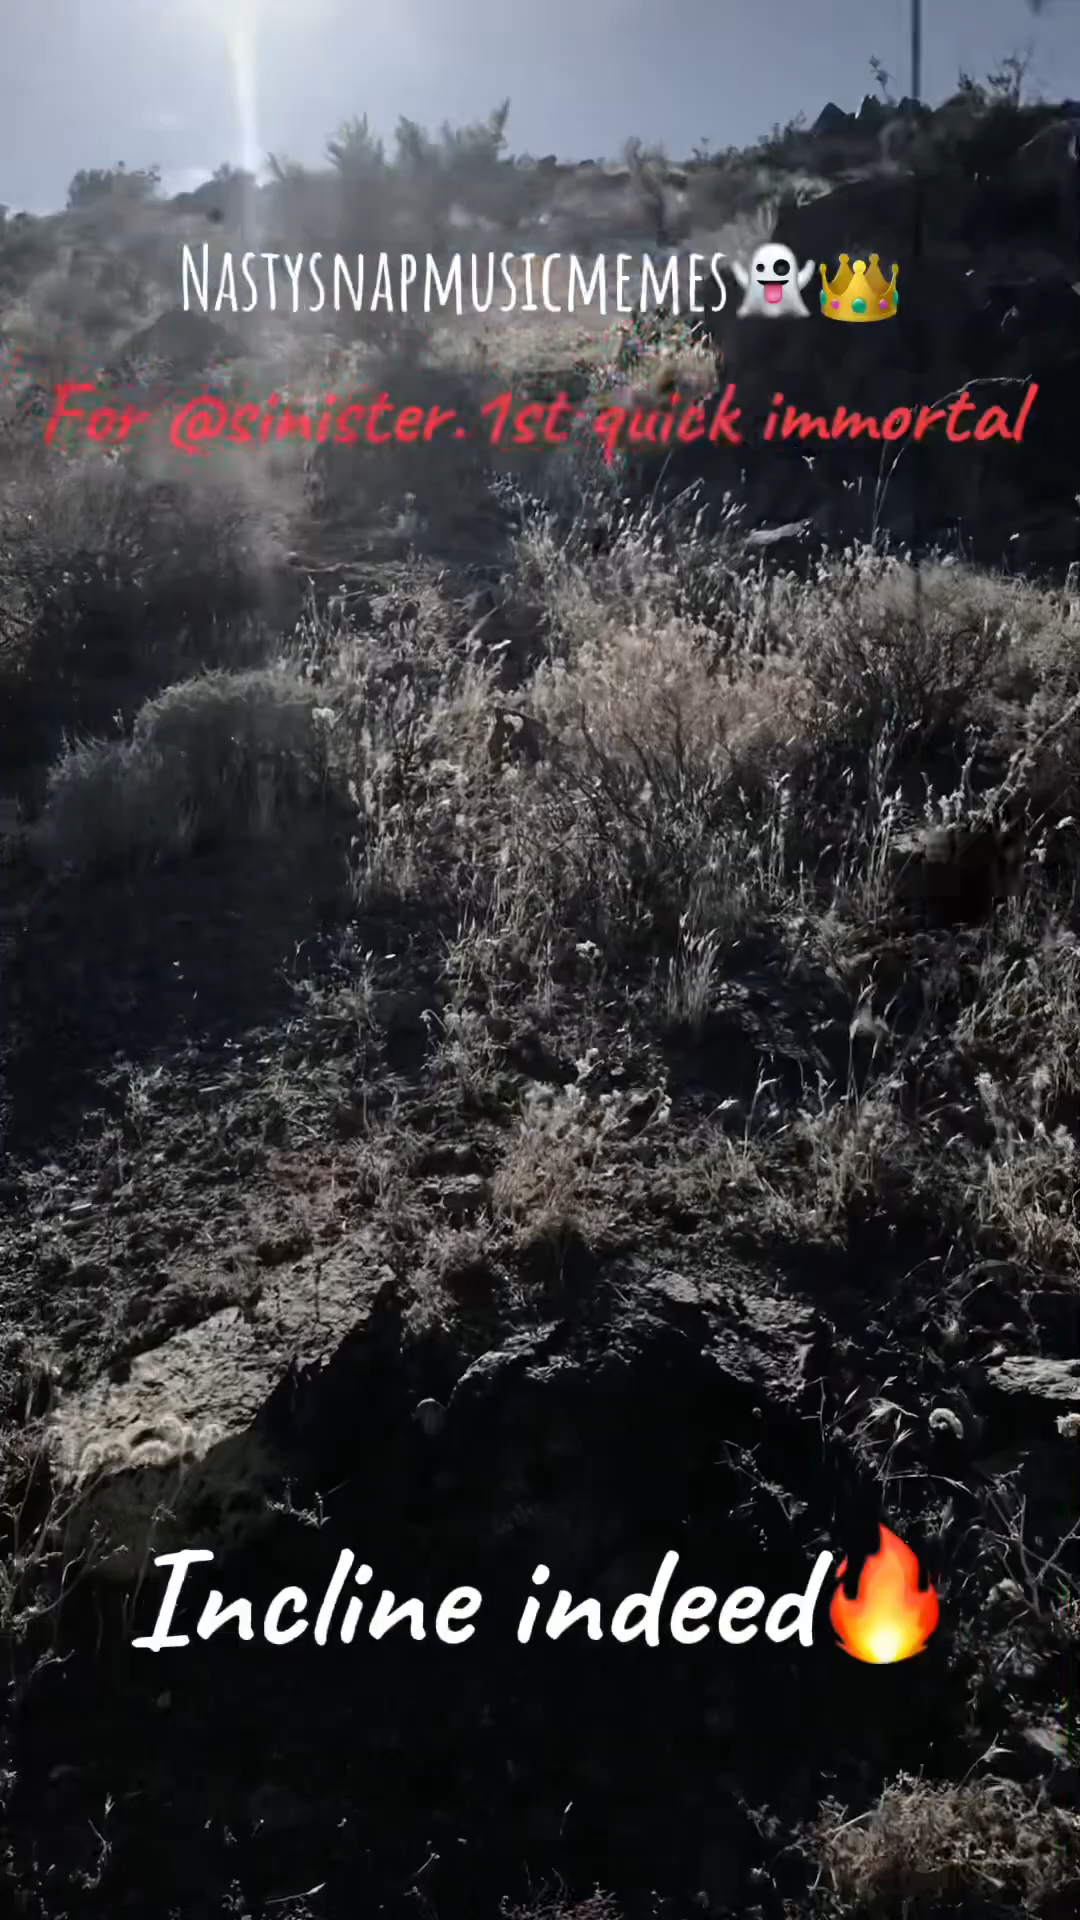 Nastysnapmusicmemes👻👑
For @sinister. 1st quick immortal
Incline indeed🔥